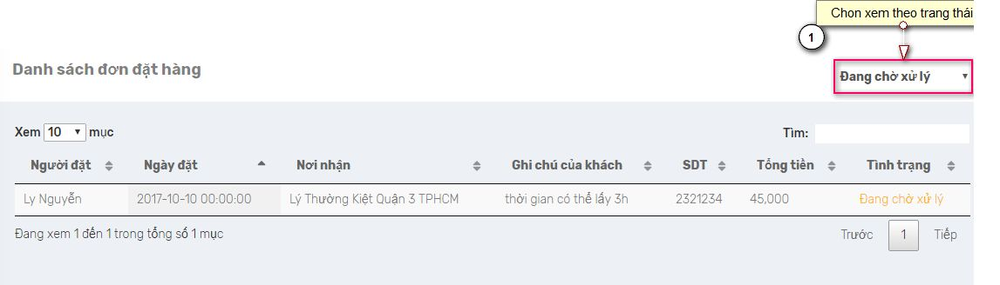 Chon xem theo trang thái
1
Danh sách đơn đặt hàng
Đang chờ xử lý
Xem 10 mục
Tìm:
Người đặt Ngày đặt Nơi nhận Ghi chú của khách SDT Tổng tiền Tình trạng
Ly Nguyễn 2017-10-10 00:00:00 Lý Thường Kiệt Quận 3 TPHCM thời gian có thể lấy 3h 2321234 45,000 Đang chờ xử lý
Đang xem 1 đến 1 trong tổng số 1 mục
Trước 1 Tiếp